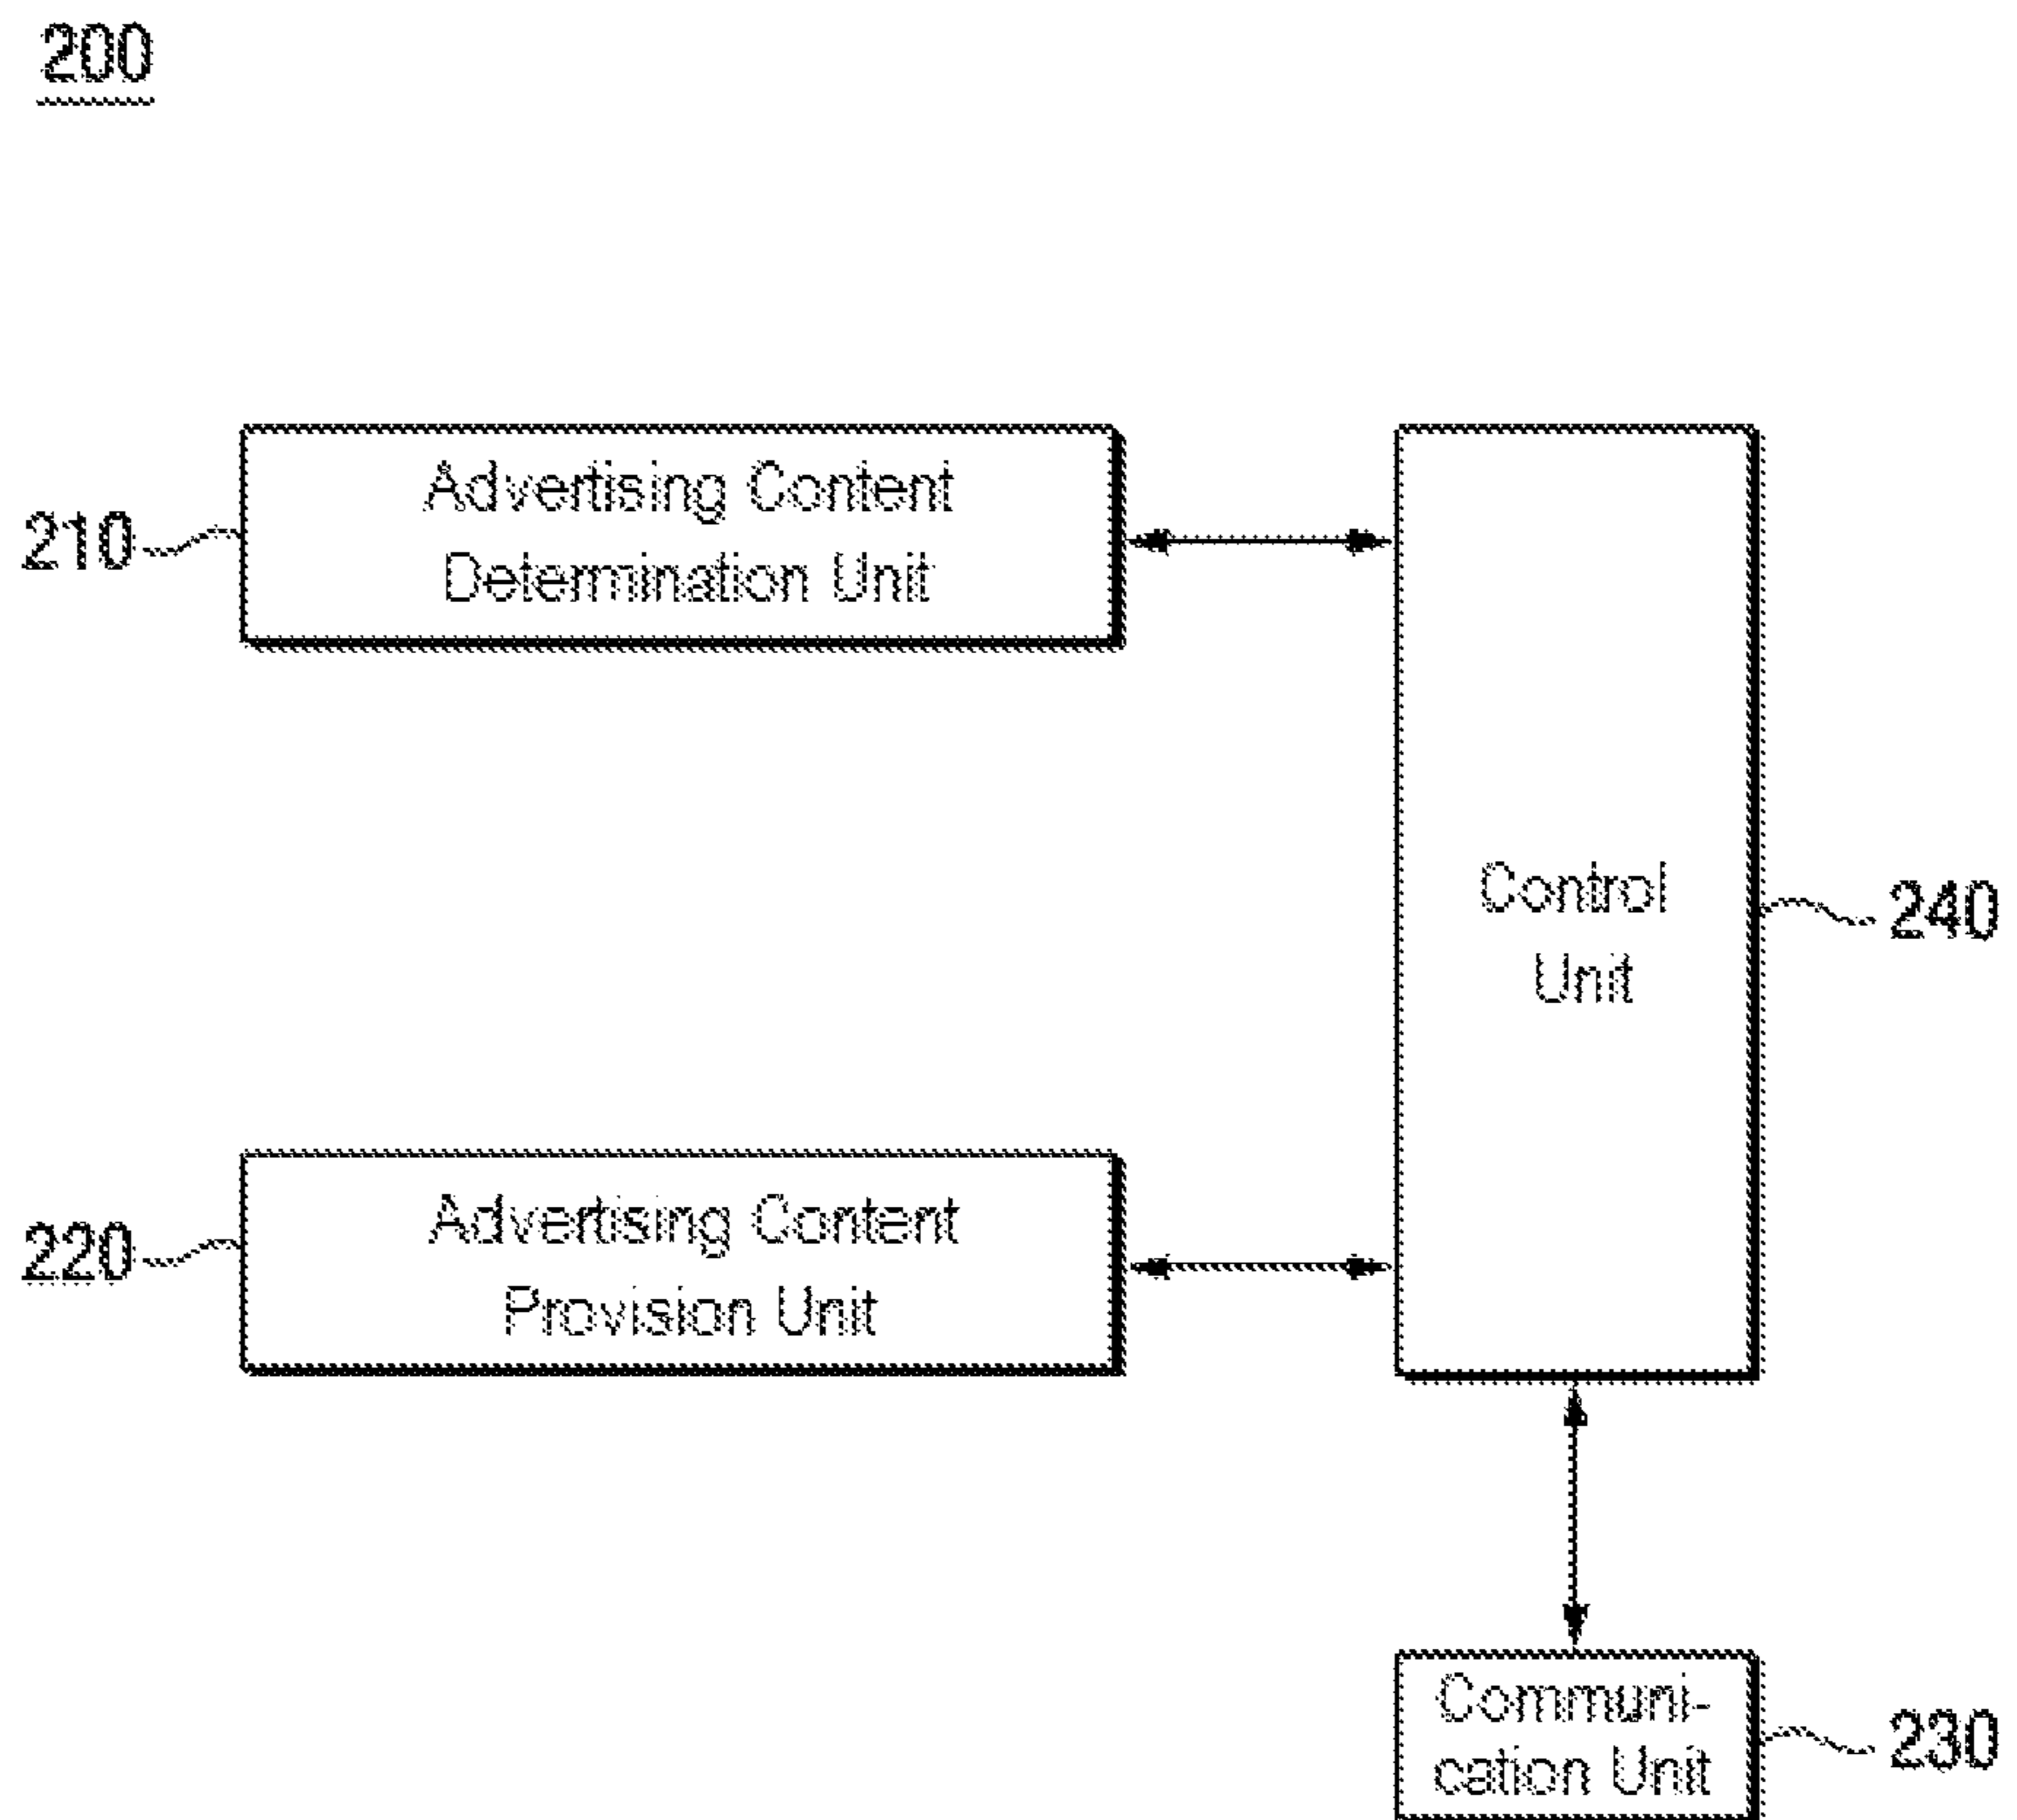 200
Advertising Content
Determination Unit
210
Control
Unit
240
Advertising Content
Provision Unit
220
Communi-
cation Unit
230